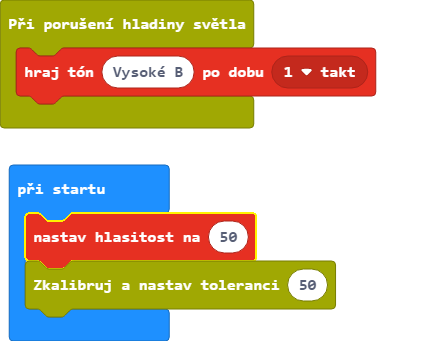 Při porušení hladiny světla
hraj tón Vysoké B po dobu 1 takt
při startu
nastav hlasitost na 50
Zkalibruj a nastav toleranci 50